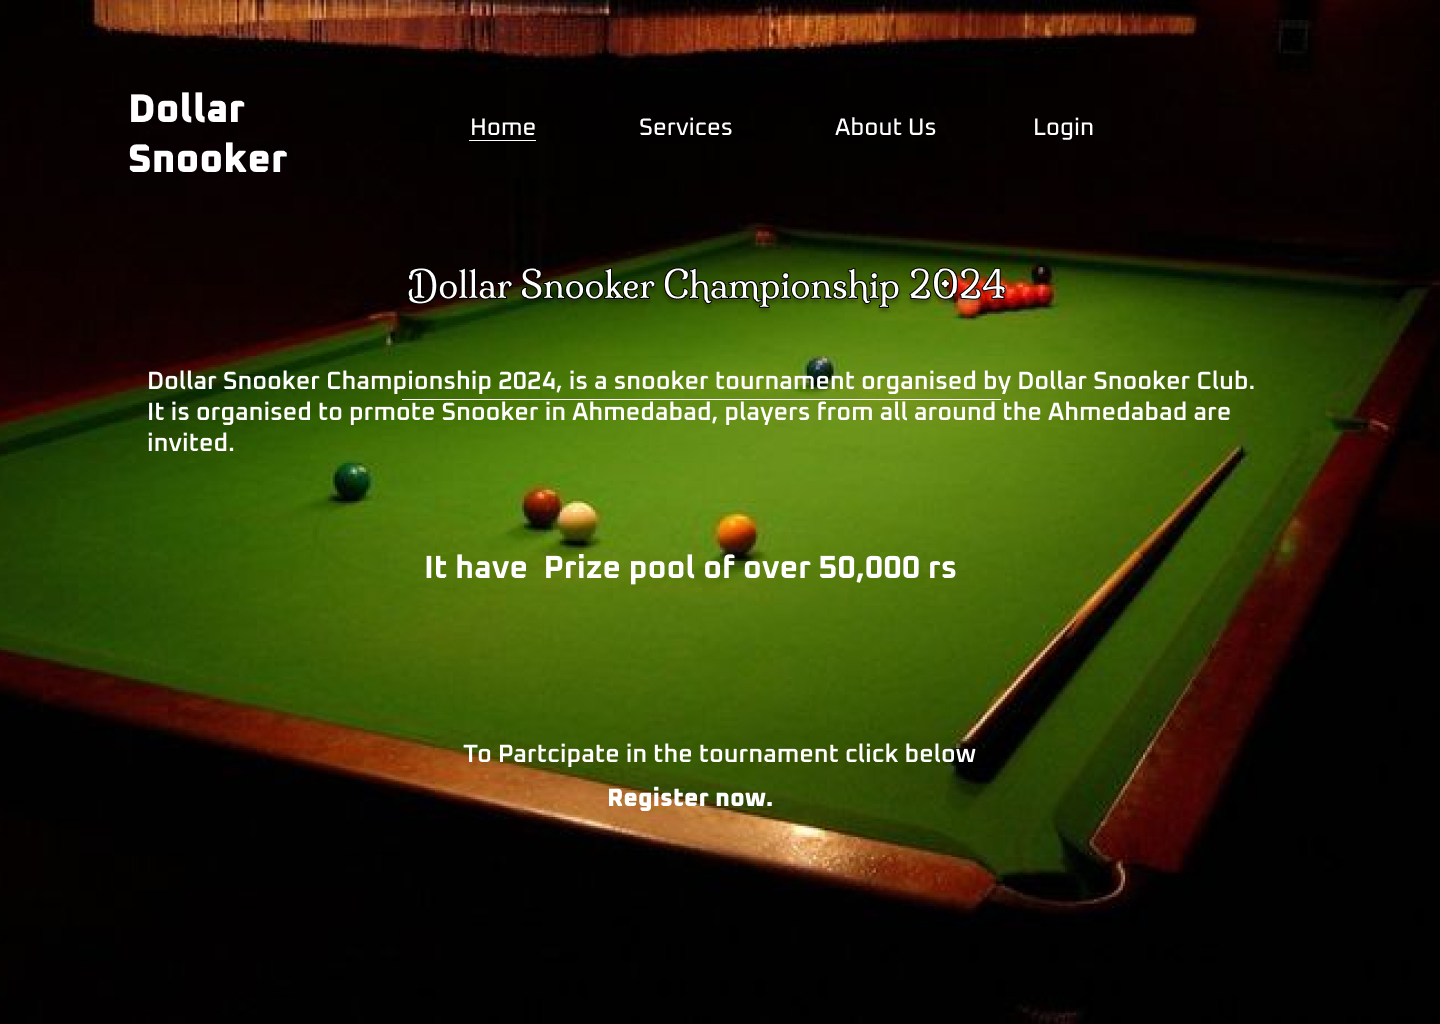 Dollar
Snooker
Home
Services
About Us
Login
Dollar Snooker Championship 2024
Dollar Snooker Championship 2024, is a snooker tournament organised by Dollar Snooker Club.
It is organised to prmote Snooker in Ahmedabad, players from all around the Ahmedabad are
invited.
It have  Prize pool of over 50,000 rs
To Partcipate in the tournament click below
Register now.